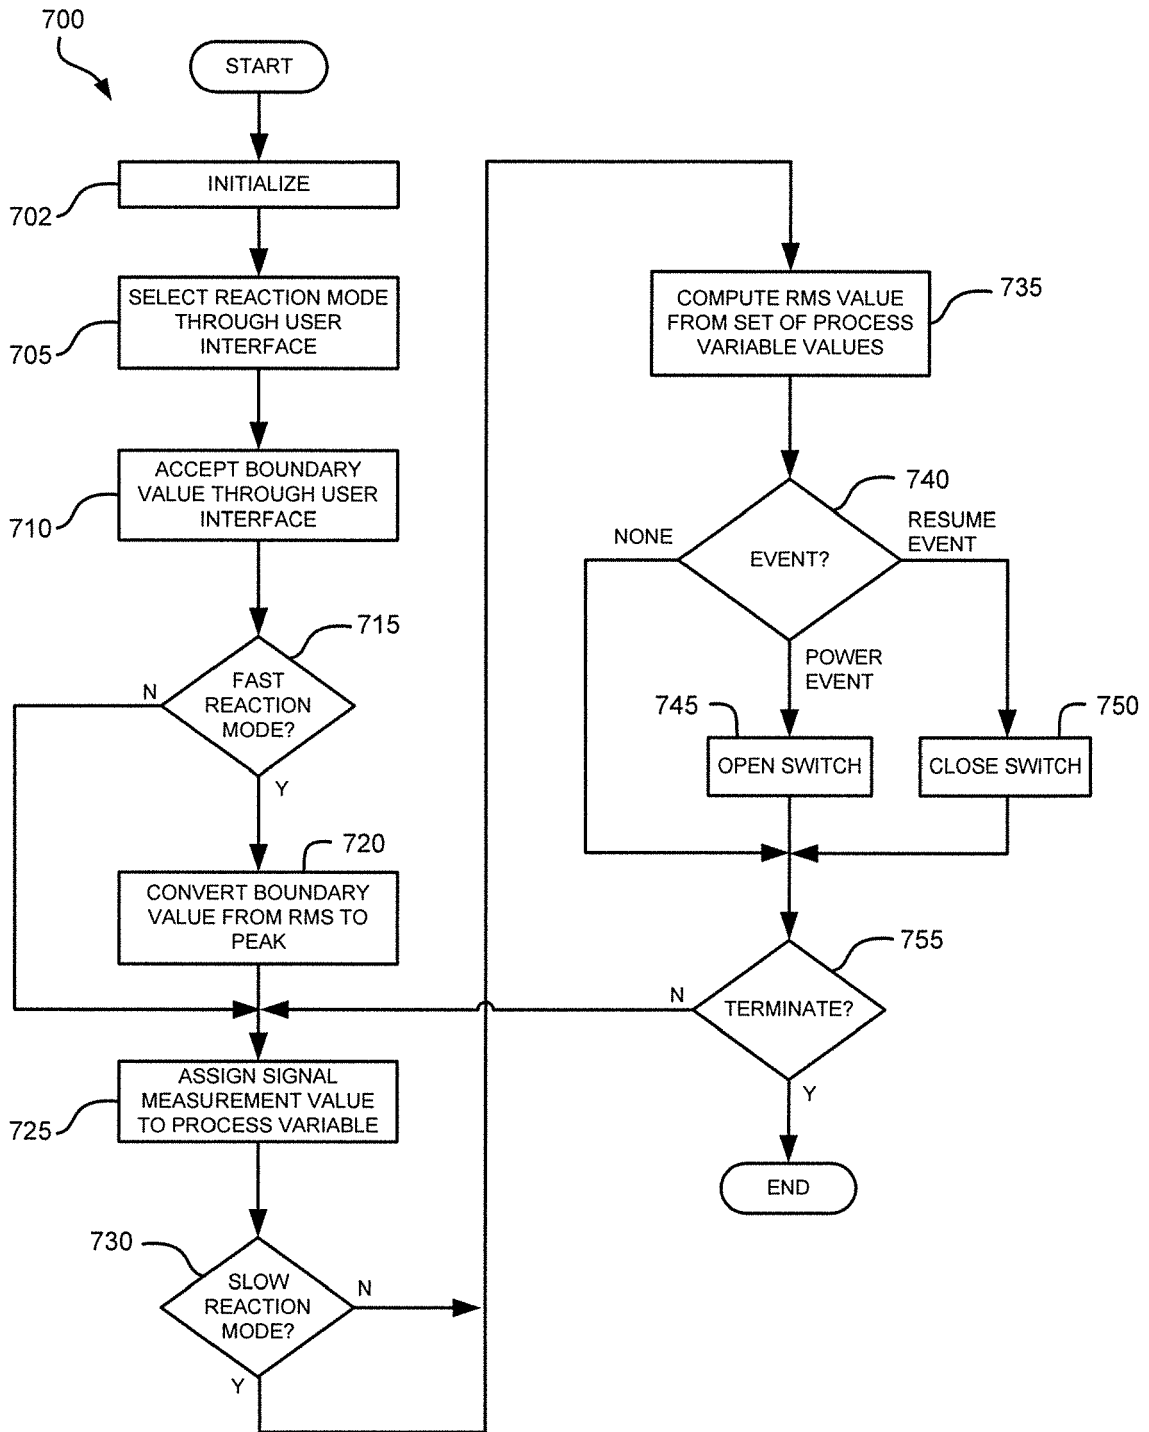 700
START
INITIALIZE
702
SELECT REACTION MODE
THROUGH USER
INTERFACE
705
ACCEPT BOUNDARY
VALUE THROUGH USER
INTERFACE
710
715
FAST
REACTION
MODE?
N
Y
720
CONVERT BOUNDARY
VALUE FROM RMS TO
PEAK
ASSIGN SIGNAL
MEASUREMENT VALUE
TO PROCESS VARIABLE
725
730
SLOW
REACTION
MODE?
N
Y
COMPUTE RMS VALUE
FROM SET OF PROCESS
VARIABLE VALUES
735
740
EVENT?
NONE
RESUME
EVENT
POWER
EVENT
745
OPEN SWITCH
750
CLOSE SWITCH
755
TERMINATE?
N
Y
END